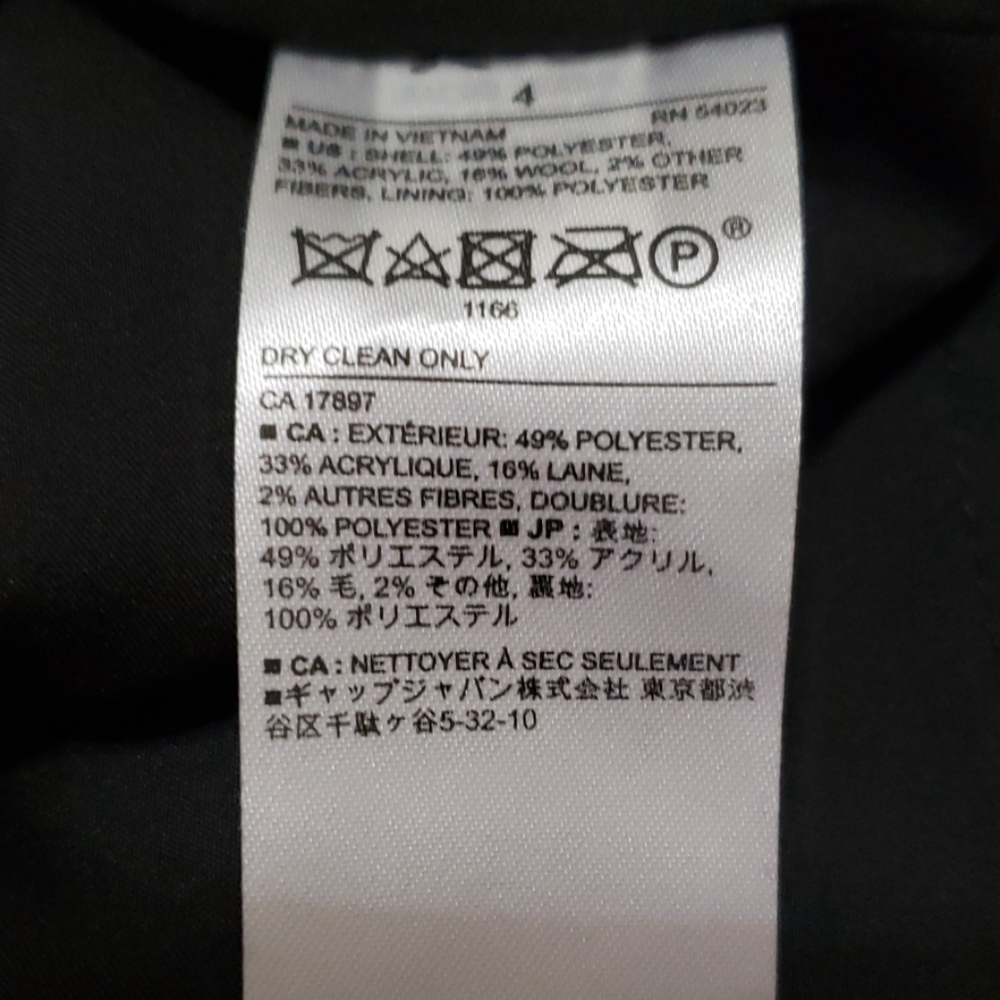 4
RN 54023
MADE IN VIETNAM
■ US : SHELL: 49% POLYESTER,
33% ACRYLIC, 16% WOOL, 2% OTHER
FIBERS, LINING: 100% POLYESTER
P ®
1166
DRY CLEAN ONLY
CA 17897
■ CA : EXTÉRIEUR: 49% POLYESTER,
33% ACRYLIQUE, 16% LAINE,
2% AUTRES FIBRES, DOUBLURE:
100% POLYESTER ■ JP : 表地:
49% ポリエステル, 33% アクリル,
16% 毛, 2% その他, 裏地:
100% ポリエステル
■ CA : NETTOYER À SEC SEULEMENT
■ギャップジャパン株式会社 東京都渋
谷区千駄ヶ谷5-32-10